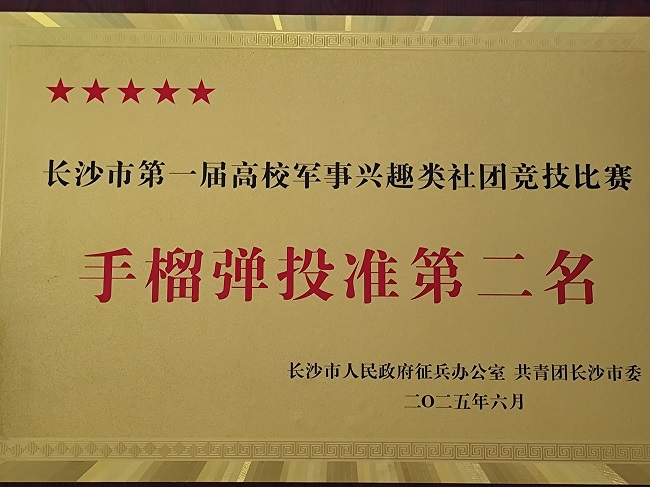 长沙市第一届高校军事兴趣类社团竞技比赛
手榴弹投准第二名
长沙市人民政府征兵办公室 共青团长沙市委
二〇二五年六月